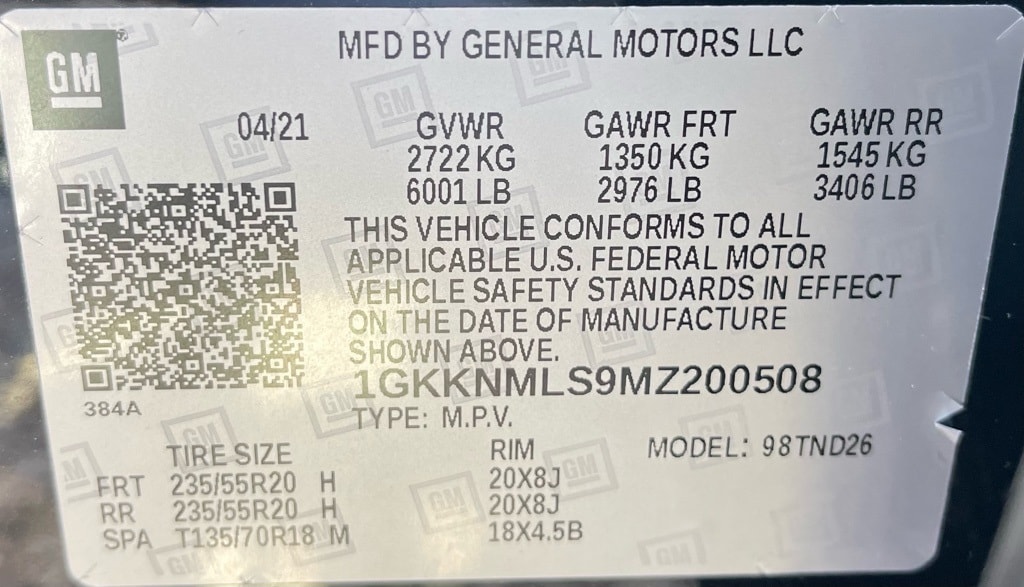 GM
MFD BY GENERAL MOTORS LLC
04/21 GVWR GAWR FRT GAWR RR
2722 KG 1350 KG 1545 KG
6001 LB 2976 LB 3406 LB
THIS VEHICLE CONFORMS TO ALL
APPLICABLE U.S. FEDERAL MOTOR
VEHICLE SAFETY STANDARDS IN EFFECT
ON THE DATE OF MANUFACTURE
SHOWN ABOVE.
1GKKNMLS9MZ200508
384A
TYPE: M.P.V.
TIRE SIZE RIM MODEL: 98TND26
FRT 235/55R20 H 20X8J
RR 235/55R20 H 20X8J
SPA T135/70R18 M 18X4.5B